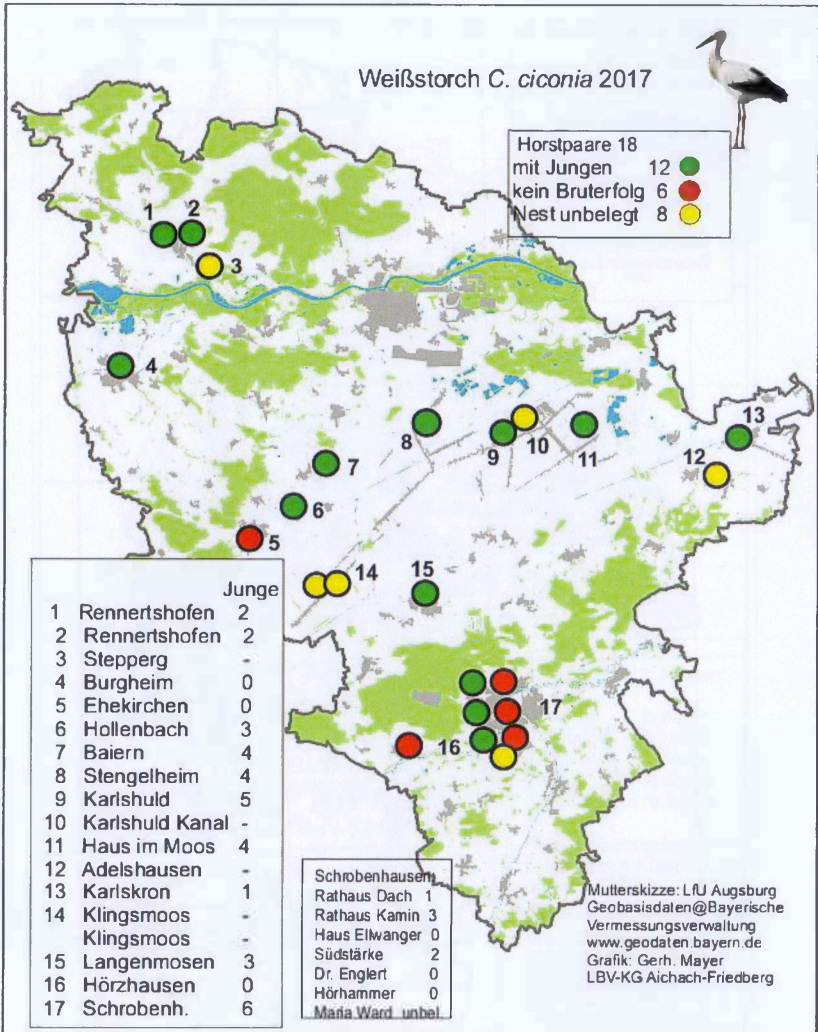 Weißstorch C. ciconia 2017
Horstpaare 18
mit Jungen 12
kein Bruterfolg 6
Nest unbelegt 8
1 2
3
4
5
6
7
8
9
10
11
12
13
14
15
16
17
Junge
1 Rennertshofen 2
2 Rennertshofen 2
3 Stepperg -
4 Burgheim 0
5 Ehekirchen 0
6 Hollenbach 3
7 Baiern 4
8 Stengelheim 4
9 Karlshuld 5
10 Karlshuld Kanal -
11 Haus im Moos 4
12 Adelshausen -
13 Karlskron 1
14 Klingsmoos -
Klingsmoos -
15 Langenmosen 3
16 Hörzhausen 0
17 Schrobenh. 6
Schrobenhausen
Rathaus Dach 1
Rathaus Kamin 3
Haus Ellwanger 0
Südstärke 2
Dr. Englert 0
Hörhammer 0
Maria Ward unbel.
Mutterskizze: LfU Augsburg
Geobasisdaten@Bayerische
Vermessungsverwaltung
www.geodaten.bayern.de
Grafik: Gerh. Mayer
LBV-KG Aichach-Friedberg